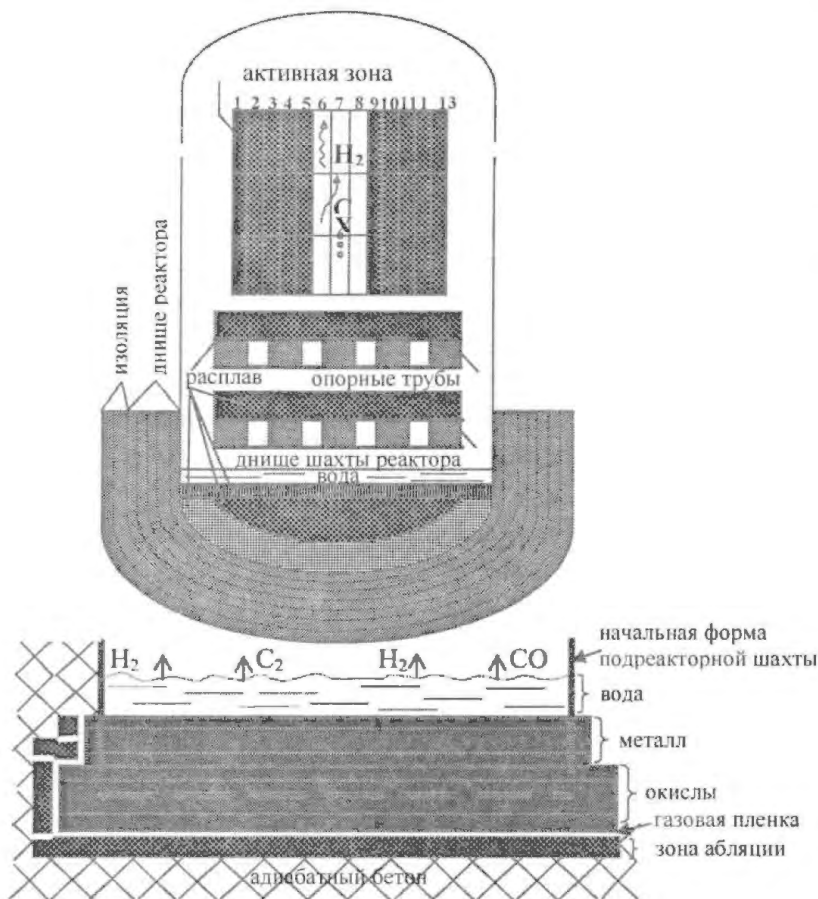 активная зона
1 2 3 4 5 6 7 8 9 10 11 1 13
H₂
C
X
изоляция
днище реактора
расплав
опорные трубы
днище шахты реактора
вода
H₂
C₂
H₂
CO
начальная форма
подреакторной шахты
вода
металл
окислы
газовая пленка
зона абляции
адиабатный бетон